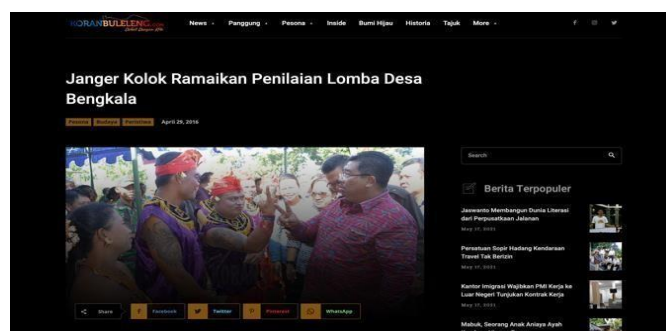 KORANBULELENG.com
News
Panggung
Pesona
Inside
Bumi Hijau
Historia
Tajuk
More
Janger Kolok Ramaikan Penilaian Lomba Desa
Bengkala
Pesona Budaya Peristiwa April 29, 2016
Search
Berita Terpopuler
Jaswanto Membangun Dunia Literasi
dari Perpustakaan Jalanan
May 17, 2021
Persatuan Sopir Hadang Kendaraan
Travel Tak Berizin
May 17, 2021
Kantor Imigrasi Wajibkan PMI Kerja ke
Luar Negeri Tunjukan Kontrak Kerja
May 17, 2021
Mabuk, Seorang Anak Aniaya Ayah
Share
Facebook
Twitter
Pinterest
WhatsApp